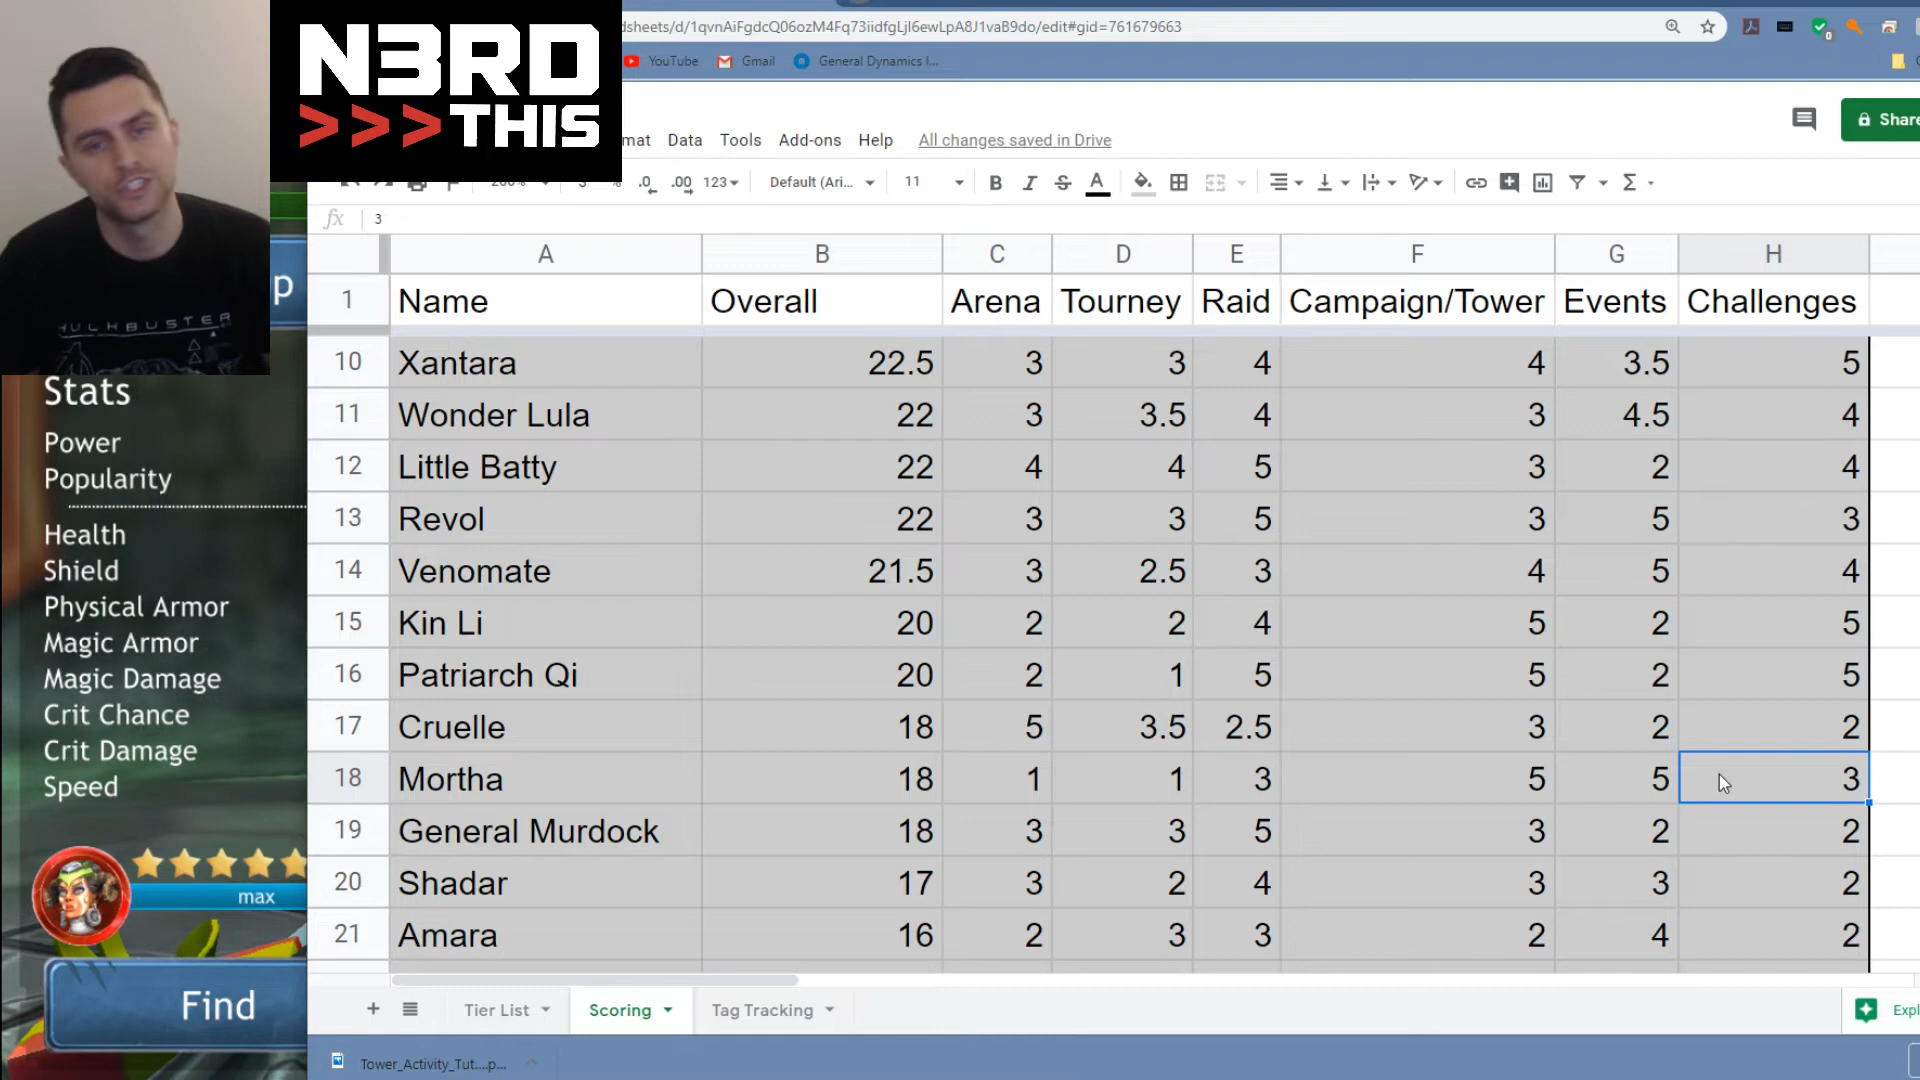 N3RD
>>> THIS
dsheets/d/1qvnAiFgdcQ06ozM4Fq73iidfgLjI6ewLpA8J1vaB9do/edit#gid=761679663
YouTube Gmail General Dynamics I...
mat Data Tools Add-ons Help All changes saved in Drive
Share
200% $ % .0 .00 123 Default (Ari... 11 B I S A
fx 3
A B C D E F G H
1 Name Overall Arena Tourney Raid Campaign/Tower Events Challenges
10 Xantara 22.5 3 3 4 4 3.5 5
11 Wonder Lula 22 3 3.5 4 3 4.5 4
12 Little Batty 22 4 4 5 3 2 4
13 Revol 22 3 3 5 3 5 3
14 Venomate 21.5 3 2.5 3 4 5 4
15 Kin Li 20 2 2 4 5 2 5
16 Patriarch Qi 20 2 1 5 5 2 5
17 Cruelle 18 5 3.5 2.5 3 2 2
18 Mortha 18 1 1 3 5 5 3
19 General Murdock 18 3 3 5 3 2 2
20 Shadar 17 3 2 4 3 3 2
21 Amara 16 2 3 3 2 4 2
+ Tier List Scoring Tag Tracking
Expl
Tower_Activity_Tut....p...
HULKBUSTER
p
Stats
Power
Popularity
Health
Shield
Physical Armor
Magic Armor
Magic Damage
Crit Chance
Crit Damage
Speed
max
Find